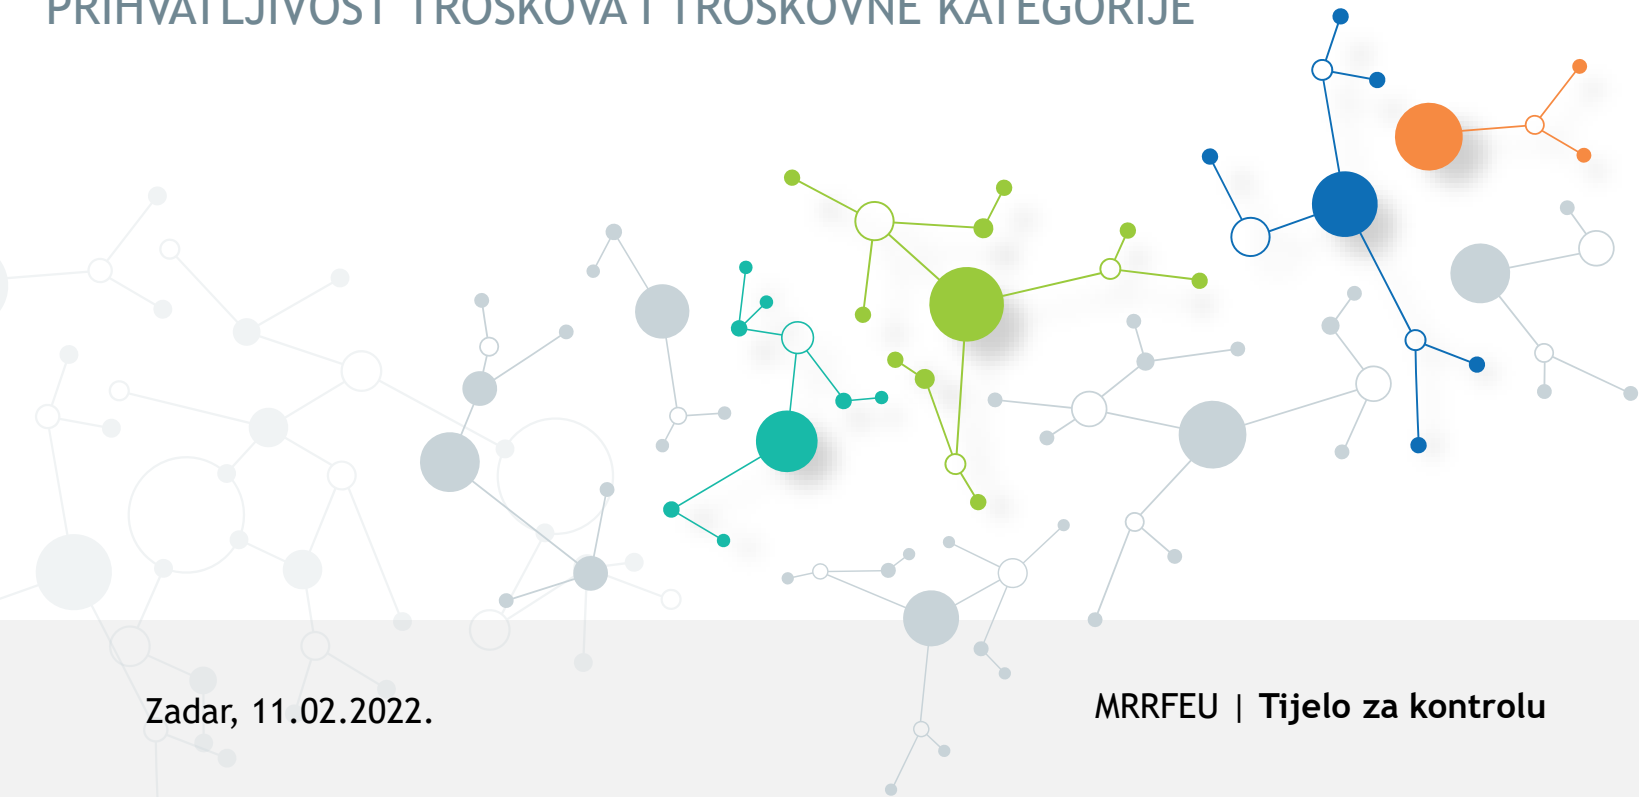 PRIHVATLJIVOST TROŠKOVA I TROŠKOVNE KATEGORIJE
Zadar, 11.02.2022.
MRRFEU | Tijelo za kontrolu